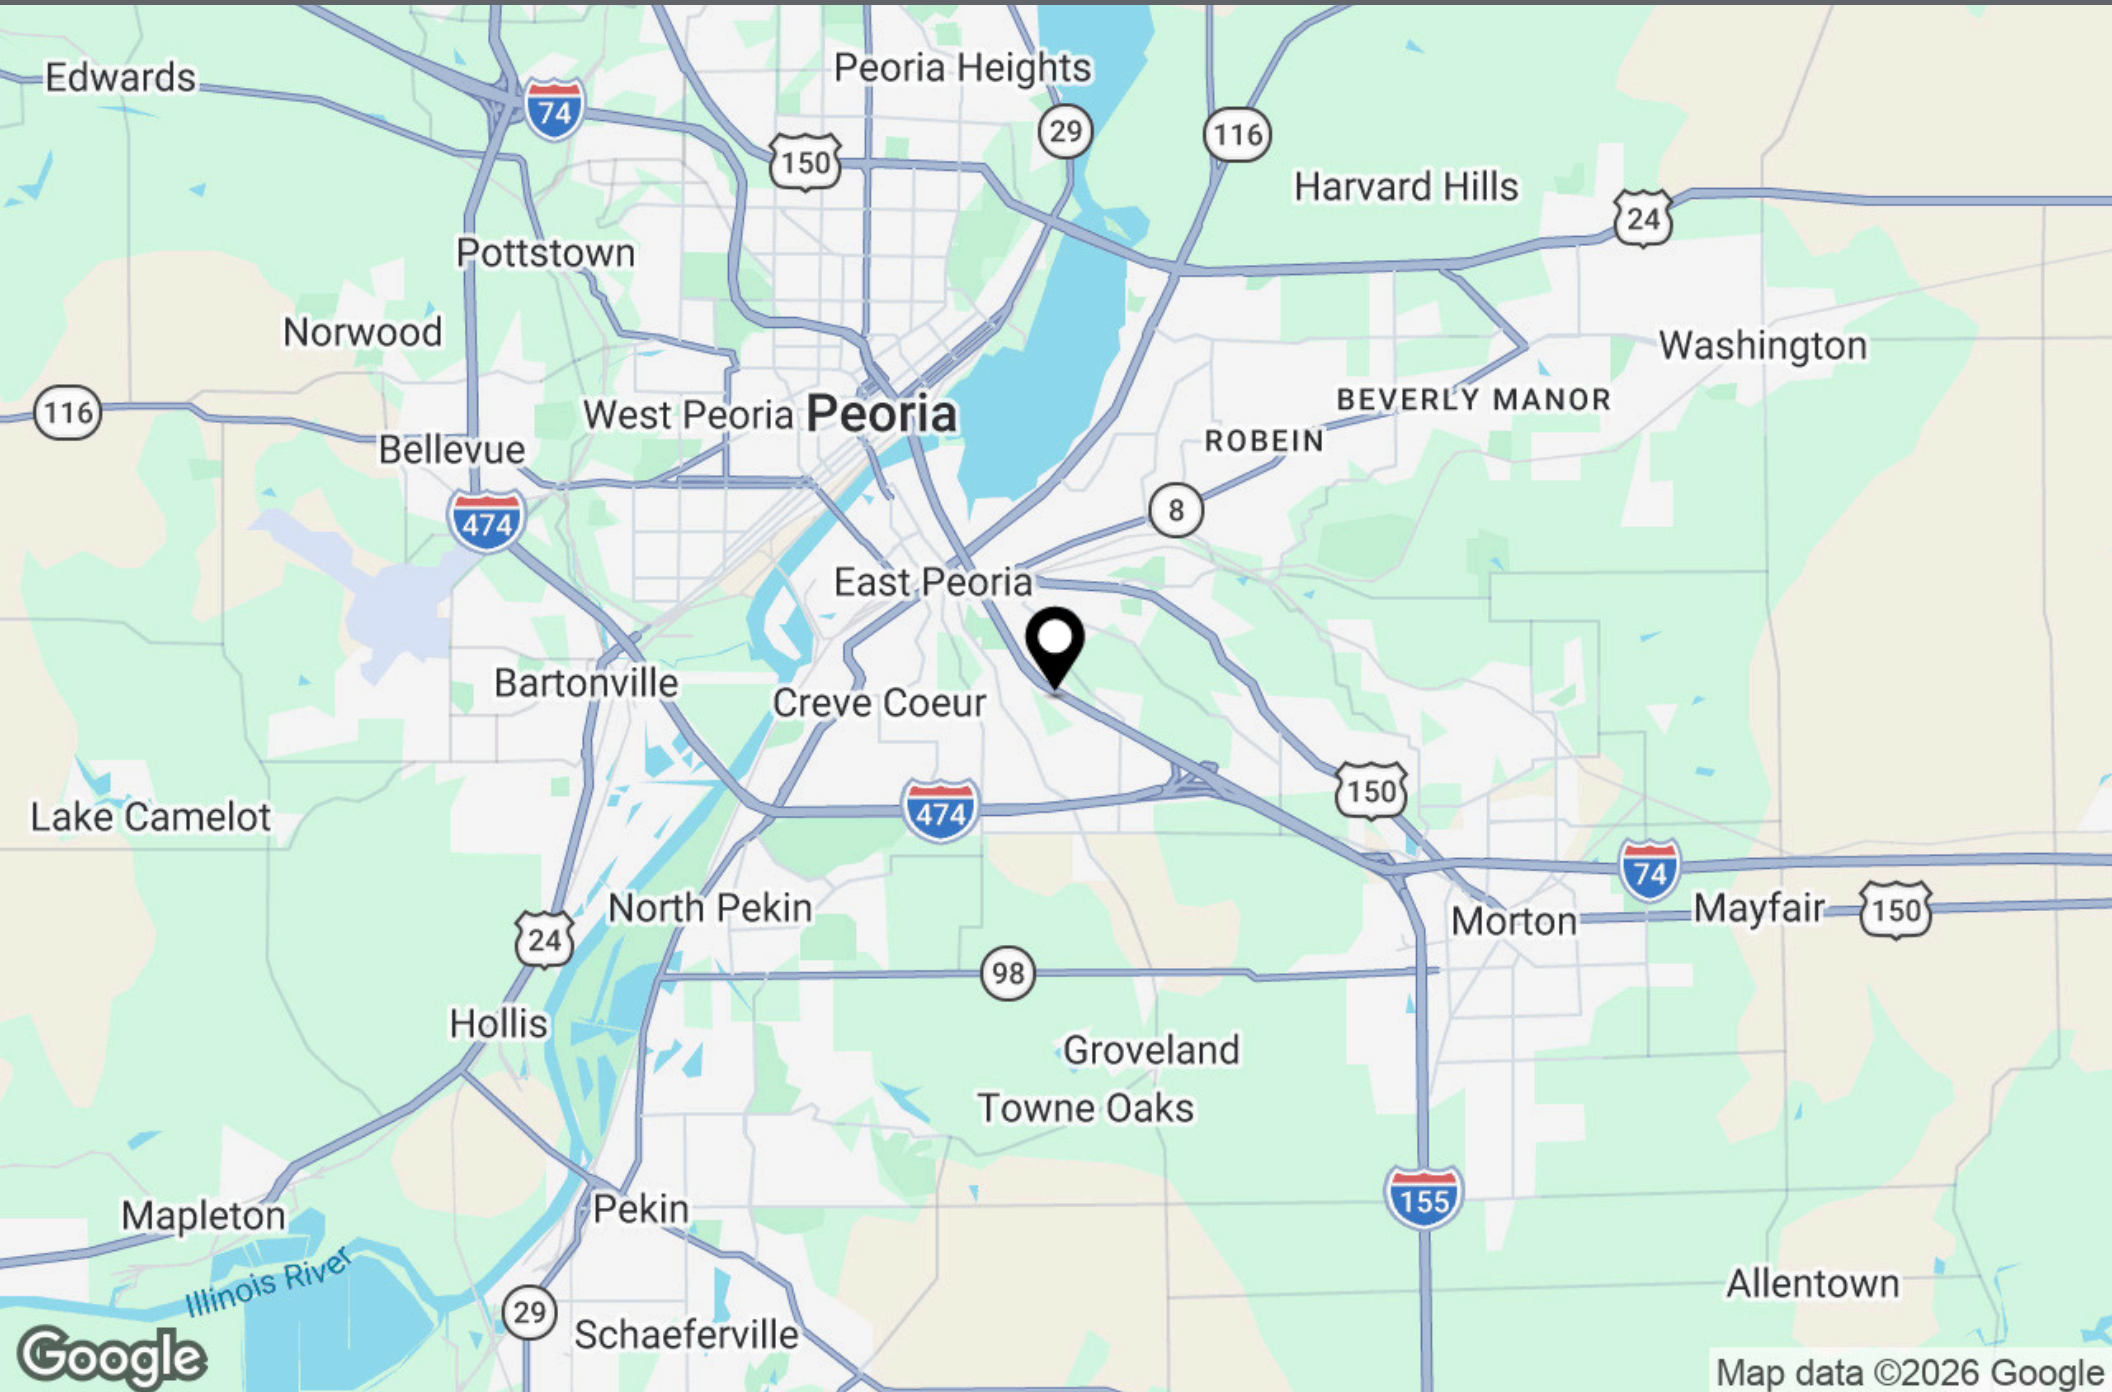 Peoria Heights
Edwards
74
29
116
150
Harvard Hills
24
Pottstown
Norwood
Washington
116
West Peoria
Peoria
BEVERLY MANOR
ROBEIN
Bellevue
474
8
East Peoria
Bartonville
Creve Coeur
150
Lake Camelot
474
74
North Pekin
Mayfair
150
Morton
24
98
Hollis
Groveland
Towne Oaks
155
Pekin
Mapleton
Illinois River
Allentown
29
Schaeferville
Google
Map data ©2026 Google